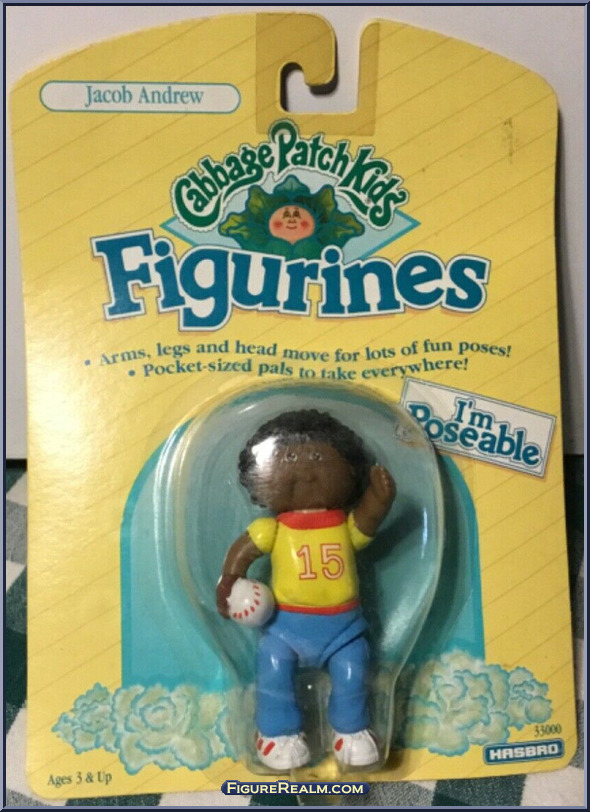 Jacob Andrew
Cabbage Patch Kids
Figurines
• Arms, legs and head move for lots of fun poses!
• Pocket-sized pals to take everywhere!
I'm
Poseable
15
33000
HASBRO
Ages 3 & Up
FIGUREREALM.COM